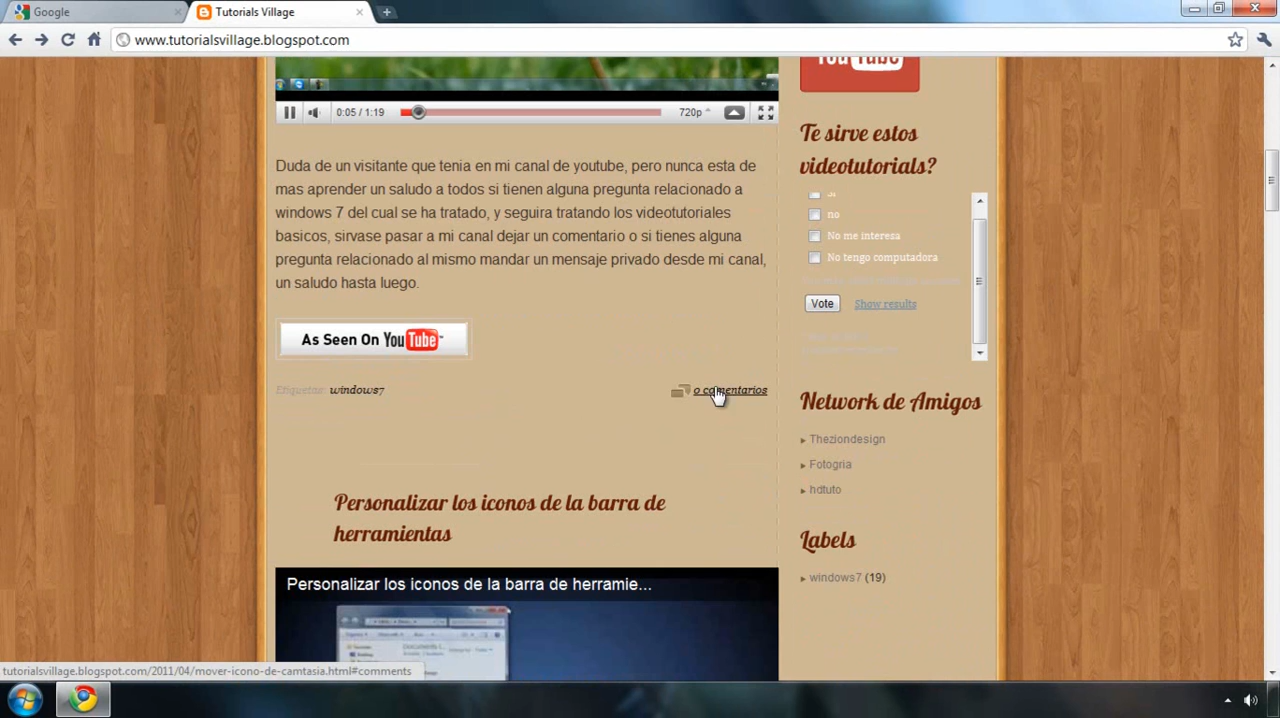 Google
Tutorials Village
www.tutorialsvillage.blogspot.com
YouTube
0:05 / 1:19
720p
Duda de un visitante que tenia en mi canal de youtube, pero nunca esta de
mas aprender un saludo a todos si tienen alguna pregunta relacionado a
windows 7 del cual se ha tratado, y seguira tratando los videotutoriales
basicos, sirvase pasar a mi canal dejar un comentario o si tienes alguna
pregunta relacionado al mismo mandar un mensaje privado desde mi canal,
un saludo hasta luego.
As Seen On YouTube
Etiquetas: windows7
0 comentarios
Personalizar los iconos de la barra de
herramientas
Personalizar los iconos de la barra de herramie...
Te sirve estos
videotutorials?
no
No me interesa
No tengo computadora
Vote
Show results
Network de Amigos
Theziondesign
Fotogria
hdtuto
Labels
windows7 (19)
tutorialsvillage.blogspot.com/2011/04/mover-icono-de-camtasia.html#comments